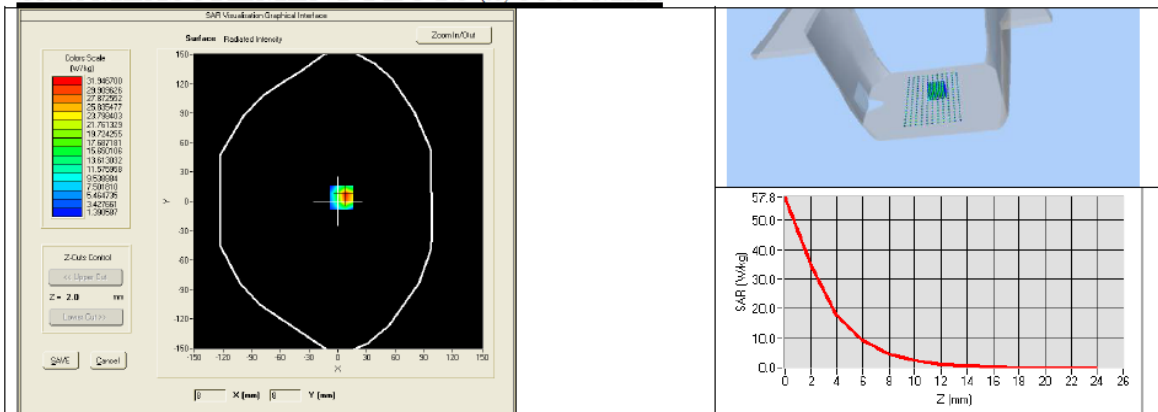 SAR Visualisation Graphical Interface
Surface Radiated Intensity
Zoom In/Out
Colors Scale
(W/kg)
31.946700
29.909626
27.872552
25.835477
23.798403
21.761329
19.724255
17.687181
15.650106
13.613032
11.575958
9.538884
7.501810
5.464735
3.427661
1.390587
Z-Cuts Control
<< Upper Cut
Z = 2.0 mm
Lower Cut >>
SAVE Cancel
Y
150-
120-
90-
60-
30-
0-
-30-
-60-
-90-
-120-
-150-
-150 -120 -90 -60 -30 0 30 60 90 120 150
X
0 X (mm) 0 Y (mm)
SAR (W/kg)
57.8-
50.0-
40.0-
30.0-
20.0-
10.0-
0.0-
0 2 4 6 8 10 12 14 16 18 20 22 24 26
Z (mm)